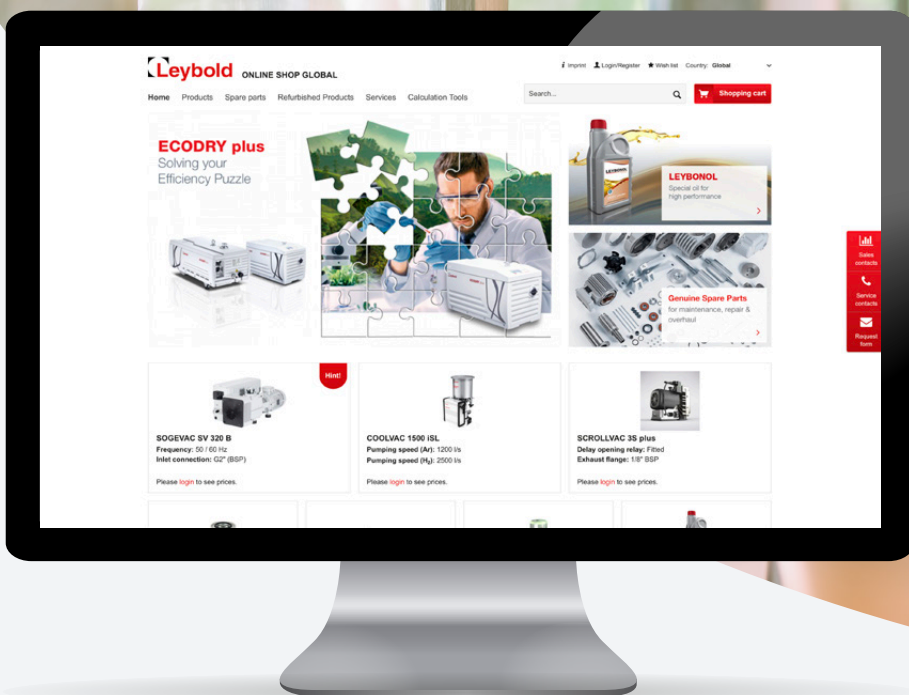 Leybold ONLINE SHOP GLOBAL
i Imprint Login/Register Wish list Country: Global
Home Products Spare parts Refurbished Products Services Calculation Tools
Search...
Shopping cart
ECODRY plus
Solving your
Efficiency Puzzle
LEYBONOL
LEYBONOL
Special oil for
high performance
Genuine Spare Parts
for maintenance, repair &
overhaul
Sales
contacts
Service
contacts
Request
form
Hint!
SOGEVAC SV 320 B
Frequency: 50 / 60 Hz
Inlet connection: G2" (BSP)
Please login to see prices.
COOLVAC 1500 iSL
Pumping speed (Ar): 1200 l/s
Pumping speed (H₂): 2500 l/s
Please login to see prices.
SCROLLVAC 3S plus
Delay opening relay: Fitted
Exhaust flange: 1/8" BSP
Please login to see prices.